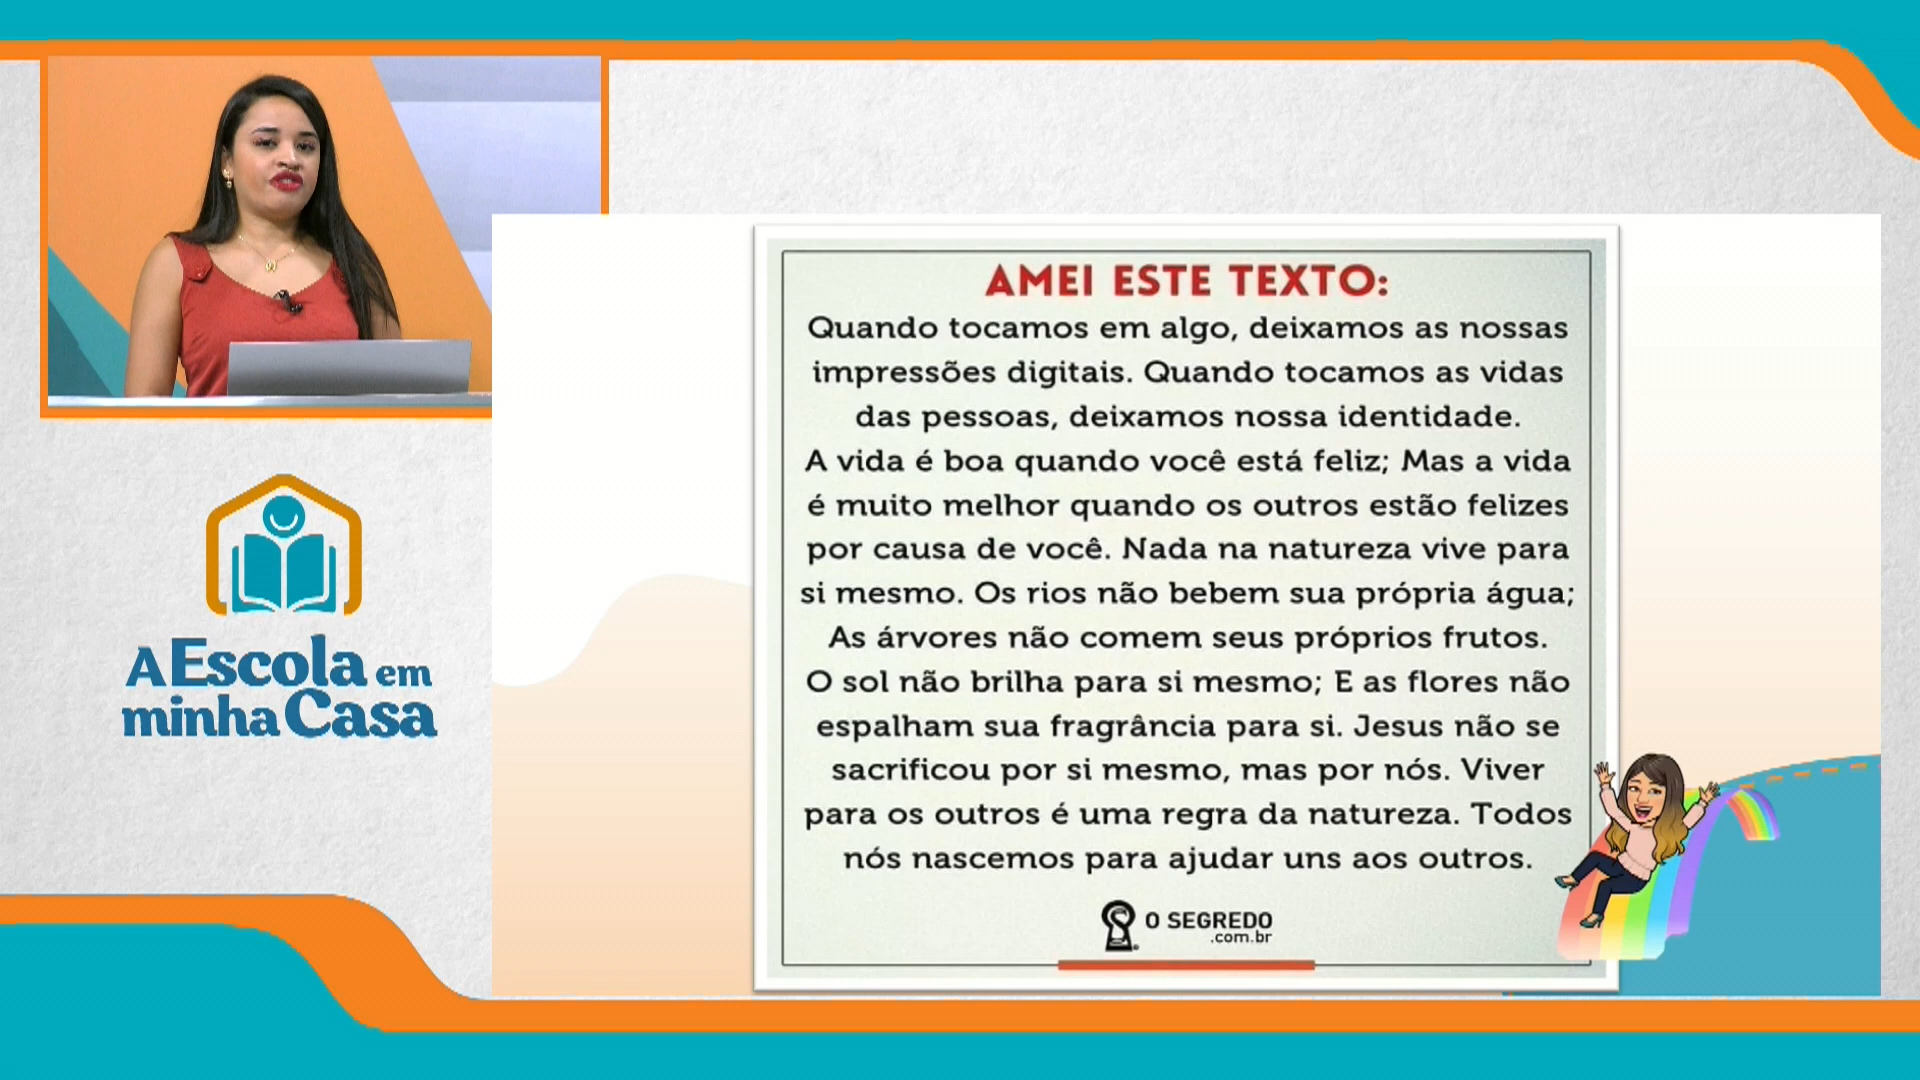 AMEI ESTE TEXTO:
Quando tocamos em algo, deixamos as nossas
impressões digitais. Quando tocamos as vidas
das pessoas, deixamos nossa identidade.
A vida é boa quando você está feliz; Mas a vida
é muito melhor quando os outros estão felizes
por causa de você. Nada na natureza vive para
si mesmo. Os rios não bebem sua própria água;
As árvores não comem seus próprios frutos.
O sol não brilha para si mesmo; E as flores não
espalham sua fragrância para si. Jesus não se
sacrificou por si mesmo, mas por nós. Viver
para os outros é uma regra da natureza. Todos
nós nascemos para ajudar uns aos outros.
O SEGREDO
.com.br
A Escola em
minha Casa